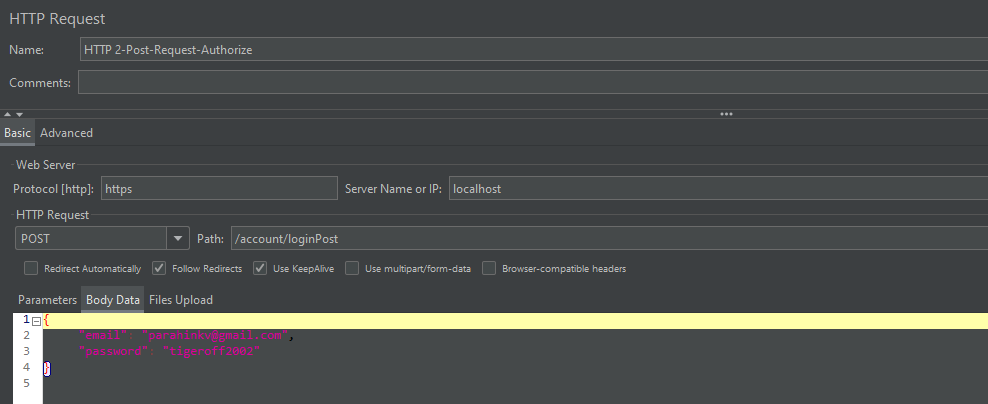 HTTP Request
Name: HTTP 2-Post-Request-Authorize
Comments:
Basic Advanced
Web Server
Protocol [http]: https Server Name or IP: localhost
HTTP Request
POST Path: /account/loginPost
Redirect Automatically Follow Redirects Use KeepAlive Use multipart/form-data Browser-compatible headers
Parameters Body Data Files Upload
1 {
2 "email": "parahinkv@gmail.com",
3 "password": "tigeroff2002"
4 }
5